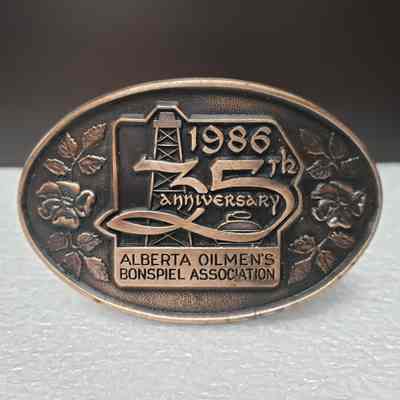 1986
35th
anniversary
ALBERTA OILMEN'S
BONSPIEL ASSOCIATION